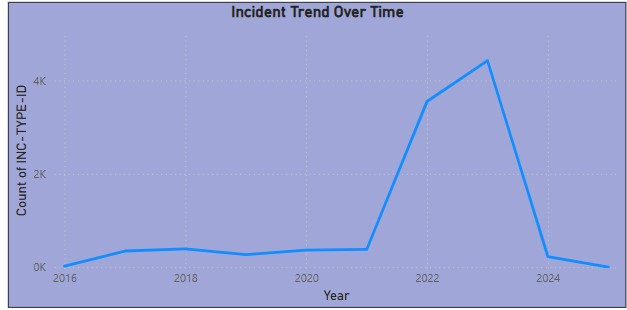 Incident Trend Over Time
Count of INC-TYPE-ID
4K
2K
0K
2016 2018 2020 2022 2024
Year